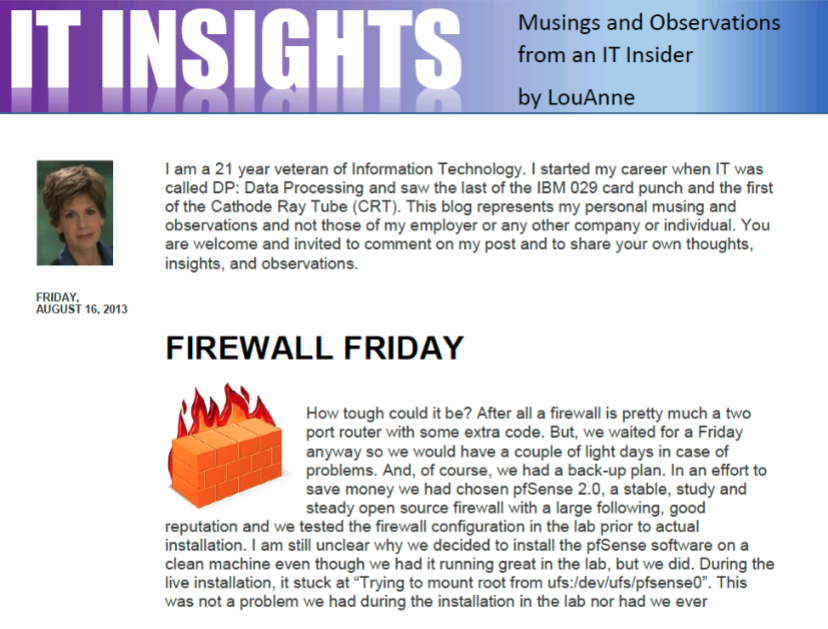 IT INSIGHTS
Musings and Observations
from an IT Insider
by LouAnne
I am a 21 year veteran of Information Technology. I started my career when IT was
called DP: Data Processing and saw the last of the IBM 029 card punch and the first
of the Cathode Ray Tube (CRT). This blog represents my personal musing and
observations and not those of my employer or any other company or individual. You
are welcome and invited to comment on my post and to share your own thoughts,
insights, and observations.
FRIDAY,
AUGUST 16, 2013
FIREWALL FRIDAY
How tough could it be? After all a firewall is pretty much a two
port router with some extra code. But, we waited for a Friday
anyway so we would have a couple of light days in case of
problems. And, of course, we had a back-up plan. In an effort to
save money we had chosen pfSense 2.0, a stable, study and
steady open source firewall with a large following, good
reputation and we tested the firewall configuration in the lab prior to actual
installation. I am still unclear why we decided to install the pfSense software on a
clean machine even though we had it running great in the lab, but we did. During the
live installation, it stuck at “Trying to mount root from ufs:/dev/ufs/pfsense0”. This
was not a problem we had during the installation in the lab nor had we ever